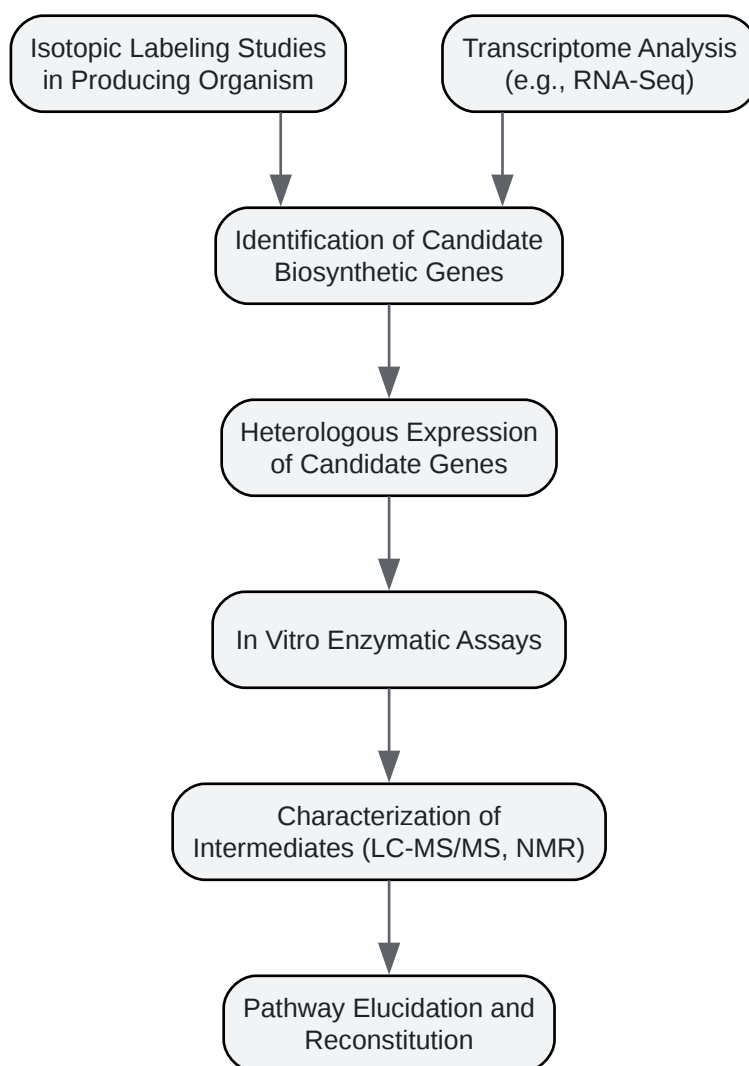 Isotopic Labeling Studies
in Producing Organism
Transcriptome Analysis
(e.g., RNA-Seq)
Identification of Candidate
Biosynthetic Genes
Heterologous Expression
of Candidate Genes
In Vitro Enzymatic Assays
Characterization of
Intermediates (LC-MS/MS, NMR)
Pathway Elucidation and
Reconstitution